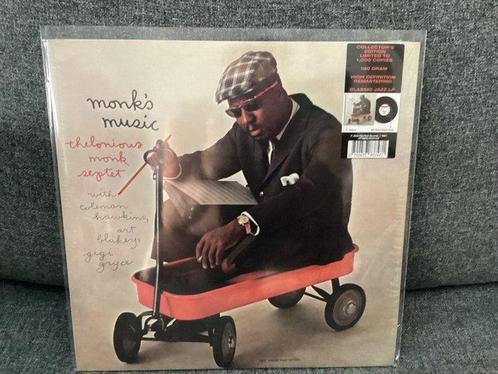 monk's
music
thelonious
monk
septet
with
coleman
hawkins,
art
blakey,
gigi
gryce
COLLECTOR'S
EDITION
LIMITED TO
1,000 COPIES
180 GRAM
HIGH DEFINITION
REMASTERING
CLASSIC JAZZ LP